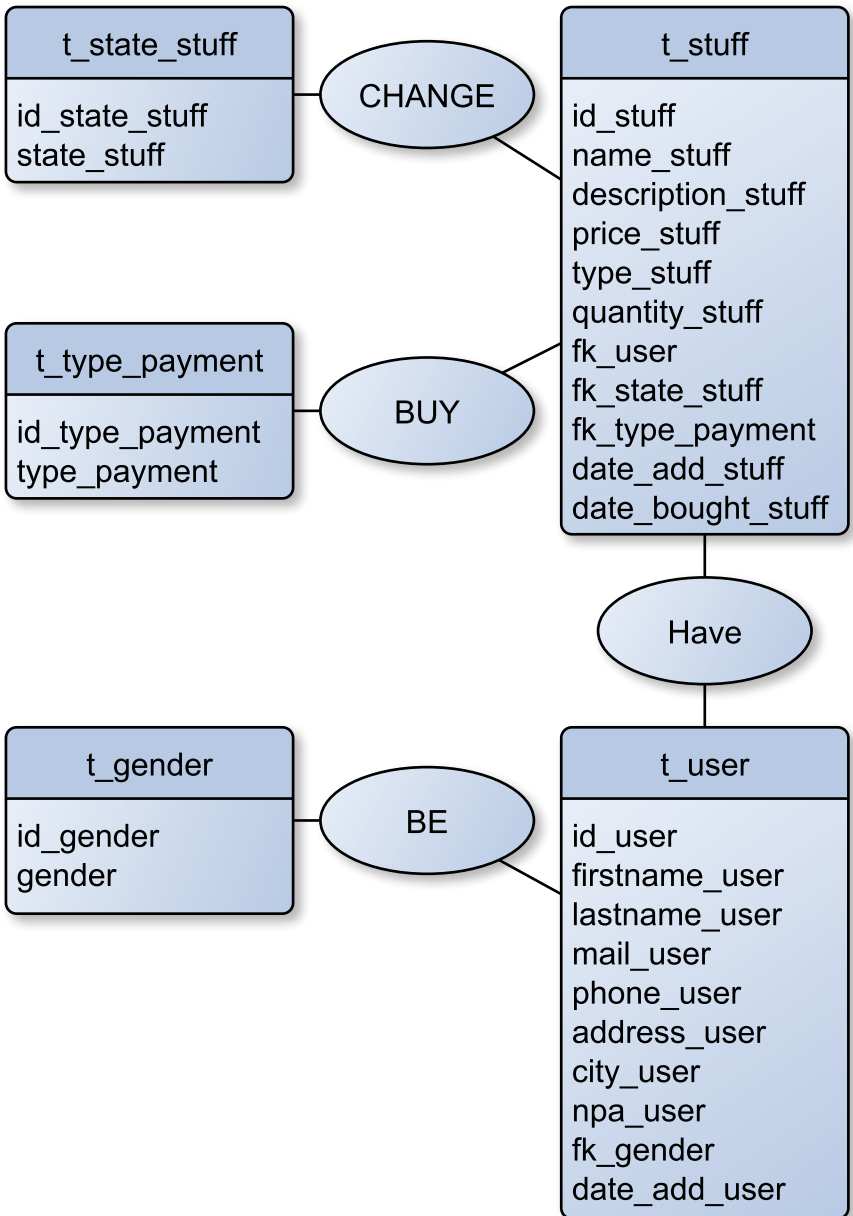 t_state_stuff
id_state_stuff
state_stuff
CHANGE
t_stuff
id_stuff
name_stuff
description_stuff
price_stuff
type_stuff
quantity_stuff
fk_user
fk_state_stuff
fk_type_payment
date_add_stuff
date_bought_stuff
t_type_payment
id_type_payment
type_payment
BUY
Have
t_gender
id_gender
gender
BE
t_user
id_user
firstname_user
lastname_user
mail_user
phone_user
address_user
city_user
npa_user
fk_gender
date_add_user